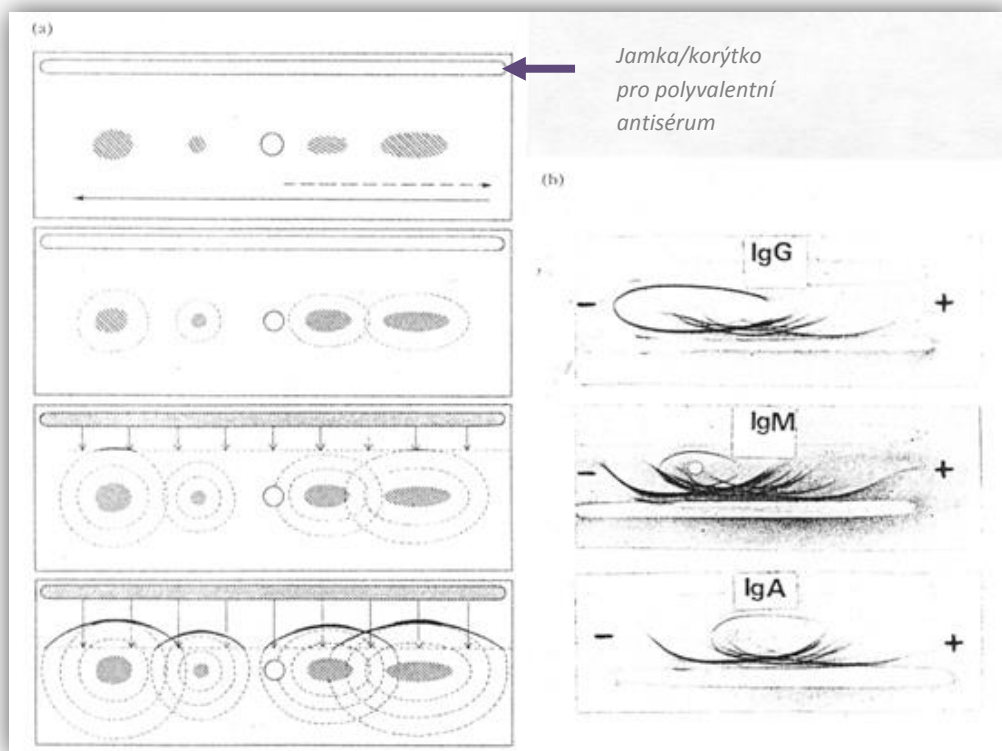 (a)
Jamka/korýtko
pro polyvalentní
antisérum
(b)
IgG
- +
IgM
- +
IgA
- +